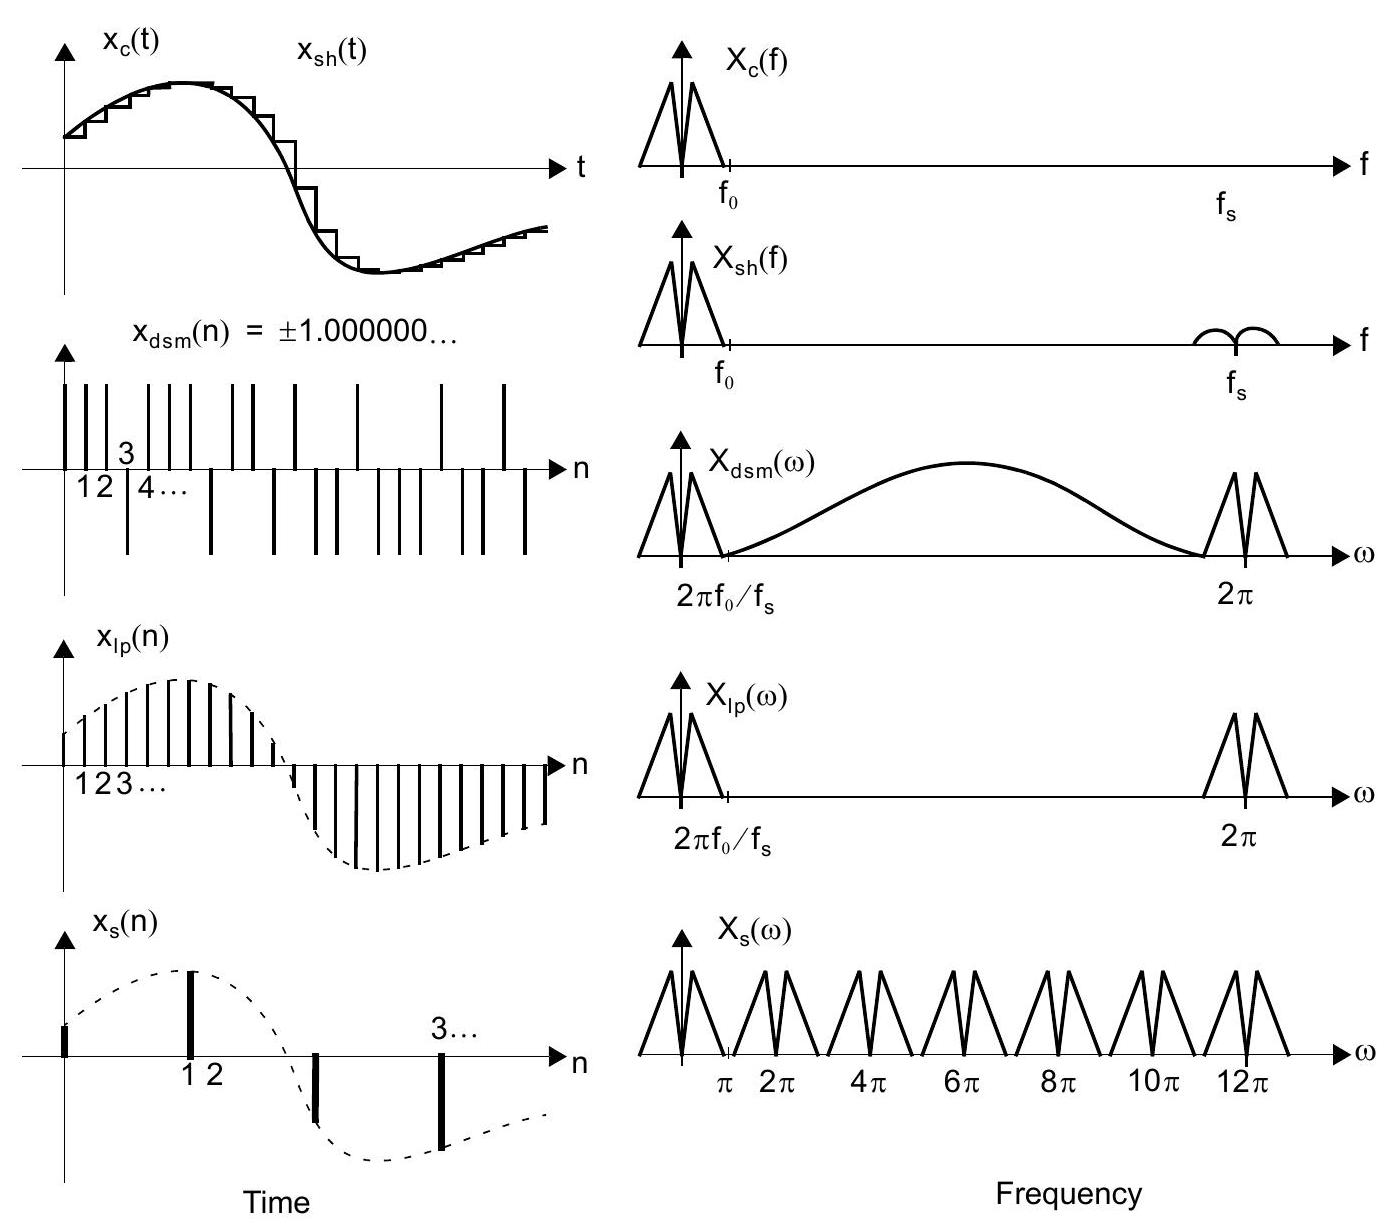 x_c(t) x_sh(t)
t
x_dsm(n) = ±1.000000...
3
1 2 4...
n
x_lp(n)
1 2 3...
n
x_s(n)
3...
1 2
n
Time
X_c(f)
f
f_0 f_s
X_sh(f)
f
f_0 f_s
X_dsm(ω)
ω
2πf_0/f_s 2π
X_lp(ω)
ω
2πf_0/f_s 2π
X_s(ω)
ω
π 2π 4π 6π 8π 10π 12π
Frequency